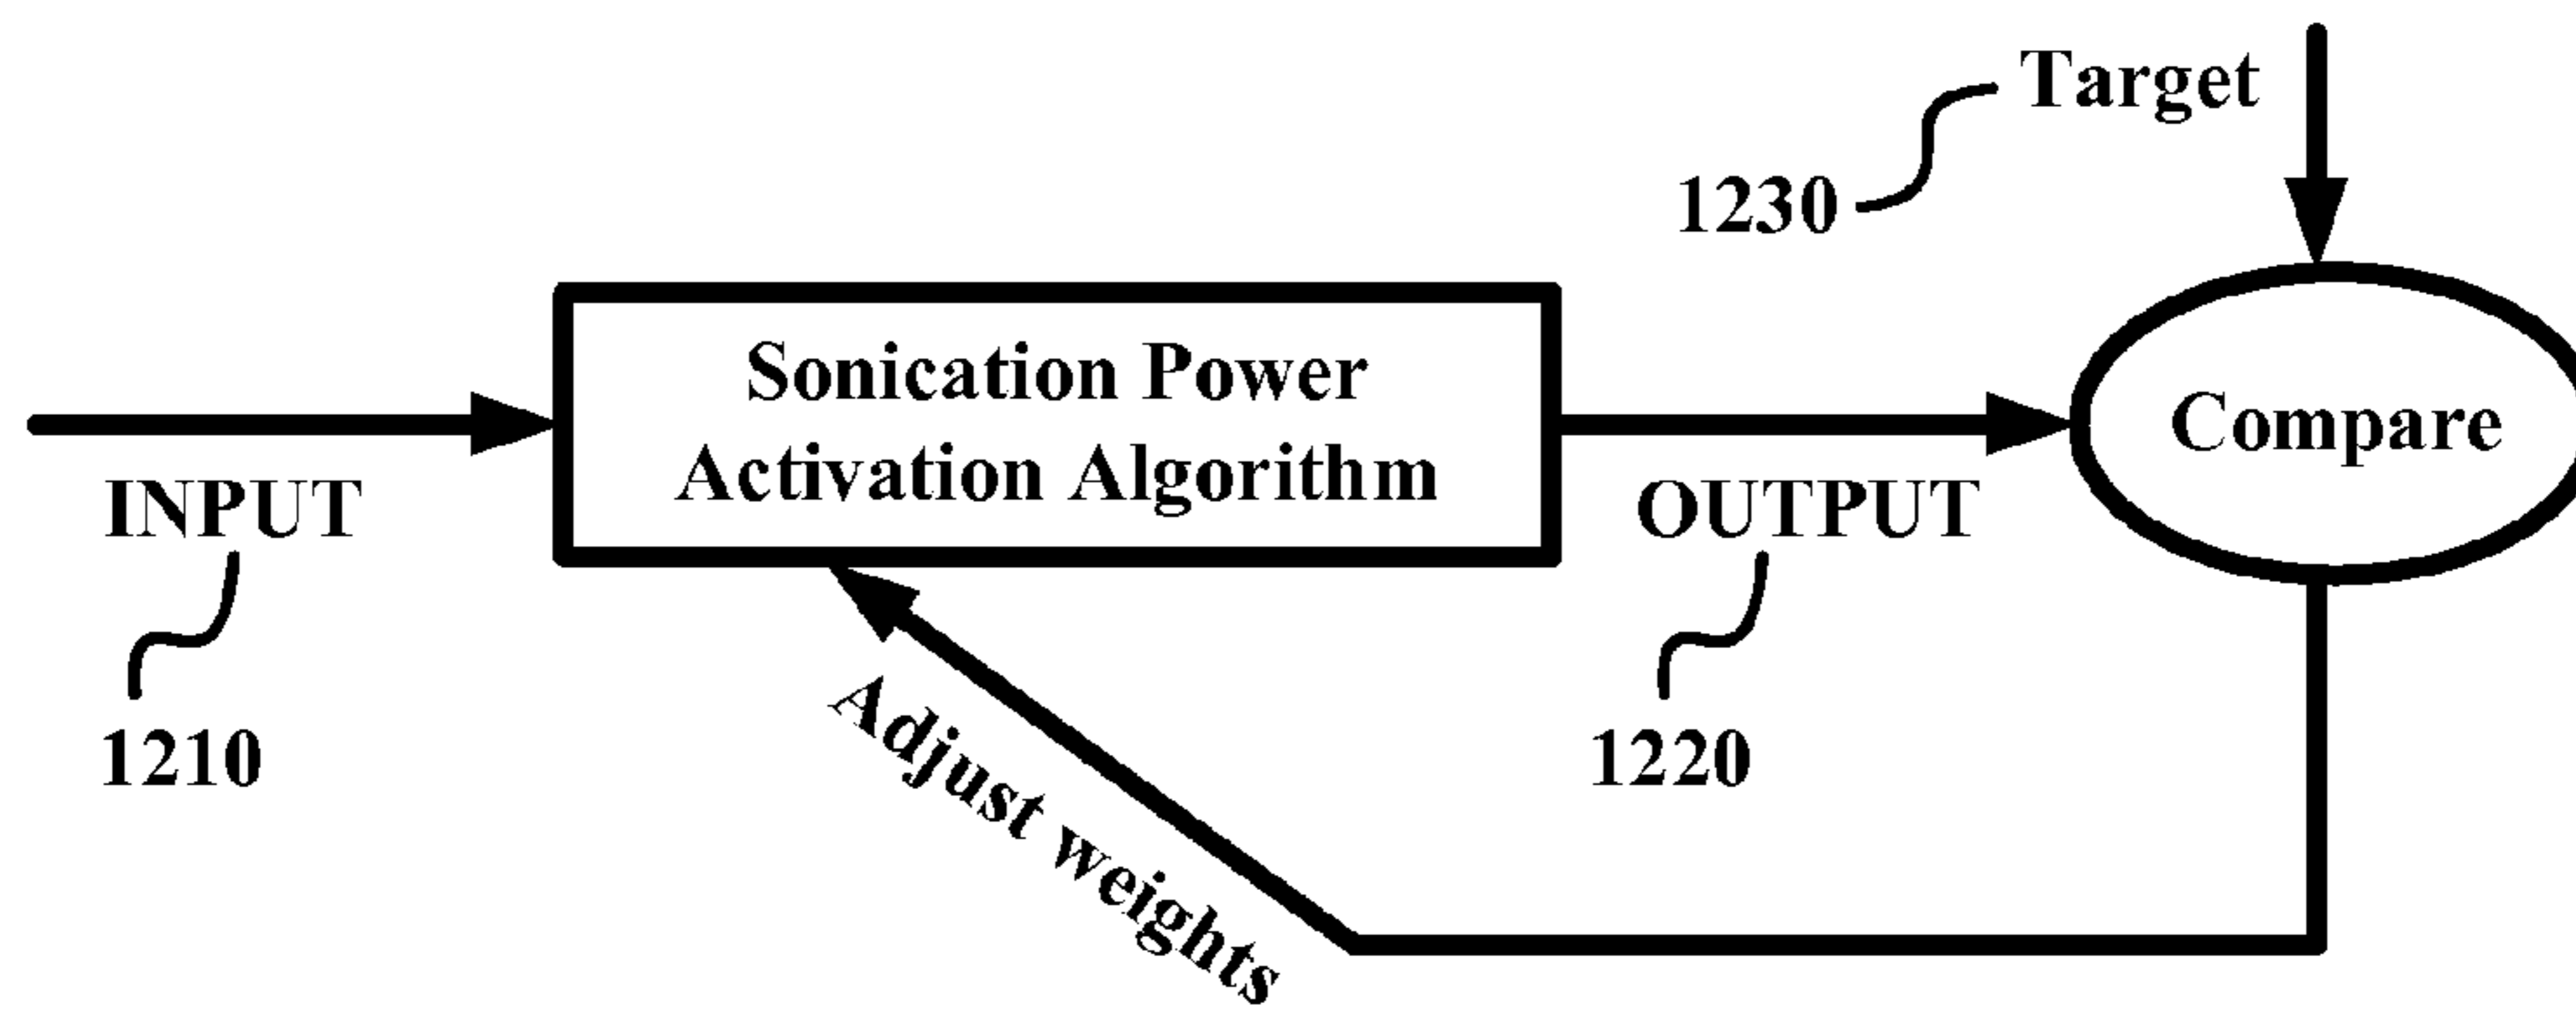 Target
1230
Sonication Power
Activation Algorithm
Compare
INPUT
OUTPUT
1210
1220
Adjust weights